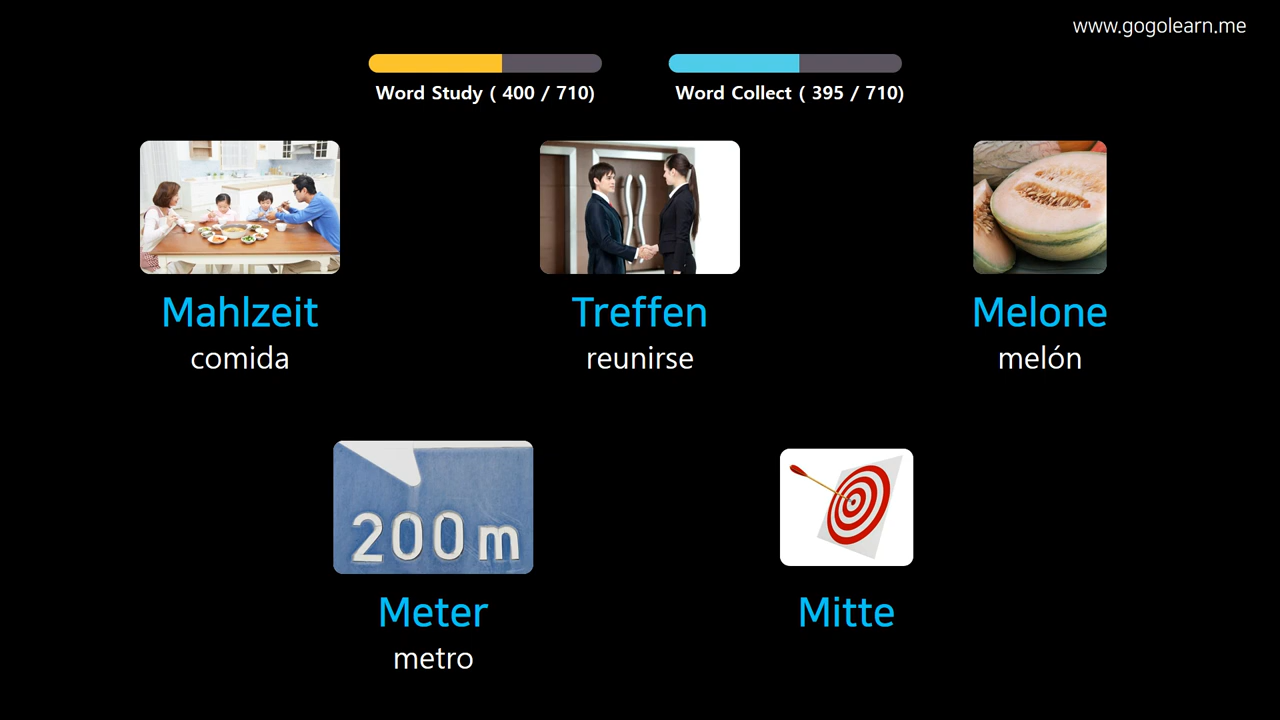 www.gogolearn.me
Word Study ( 400 / 710)
Word Collect ( 395 / 710)
Mahlzeit
comida
Treffen
reunirse
Melone
melón
200 m
Meter
metro
Mitte